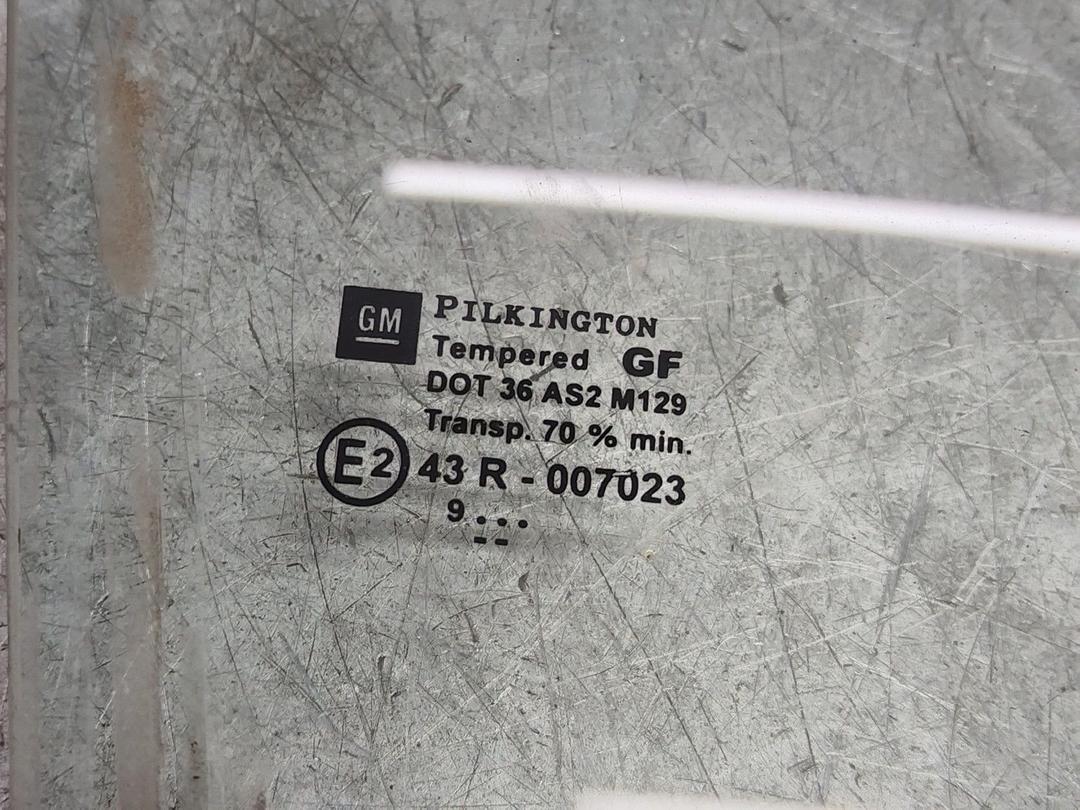 GM PILKINGTON
Tempered GF
DOT 36 AS2 M129
Transp. 70 % min.
E2 43 R - 007023
9...
--